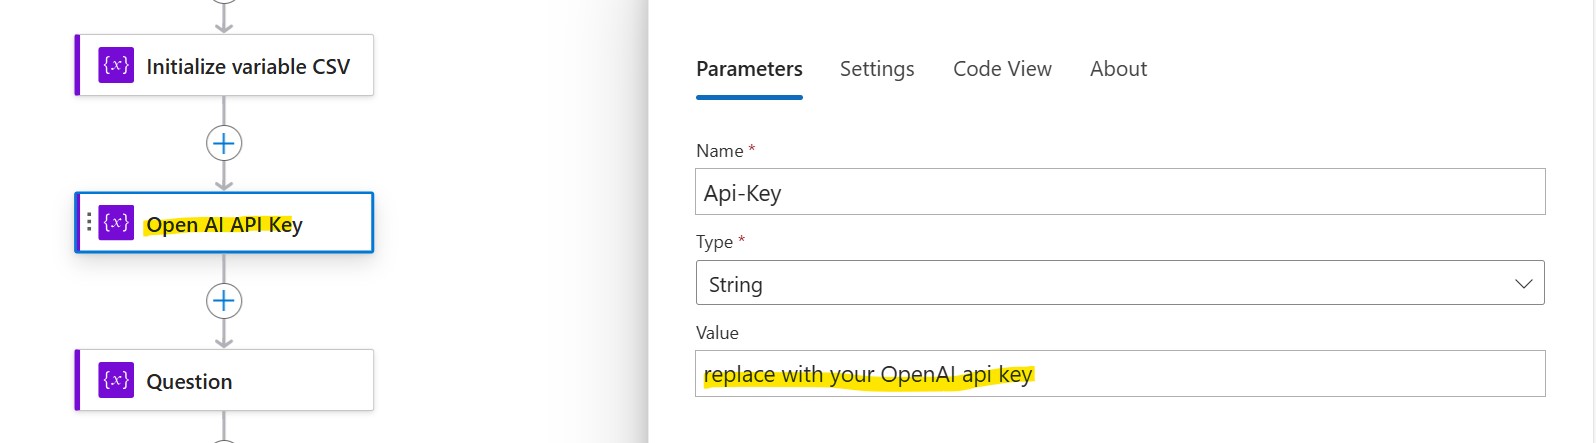 {x} Initialize variable CSV
{x} Open AI API Key
{x} Question
Parameters Settings Code View About
Name *
Api-Key
Type *
String
Value
replace with your OpenAI api key